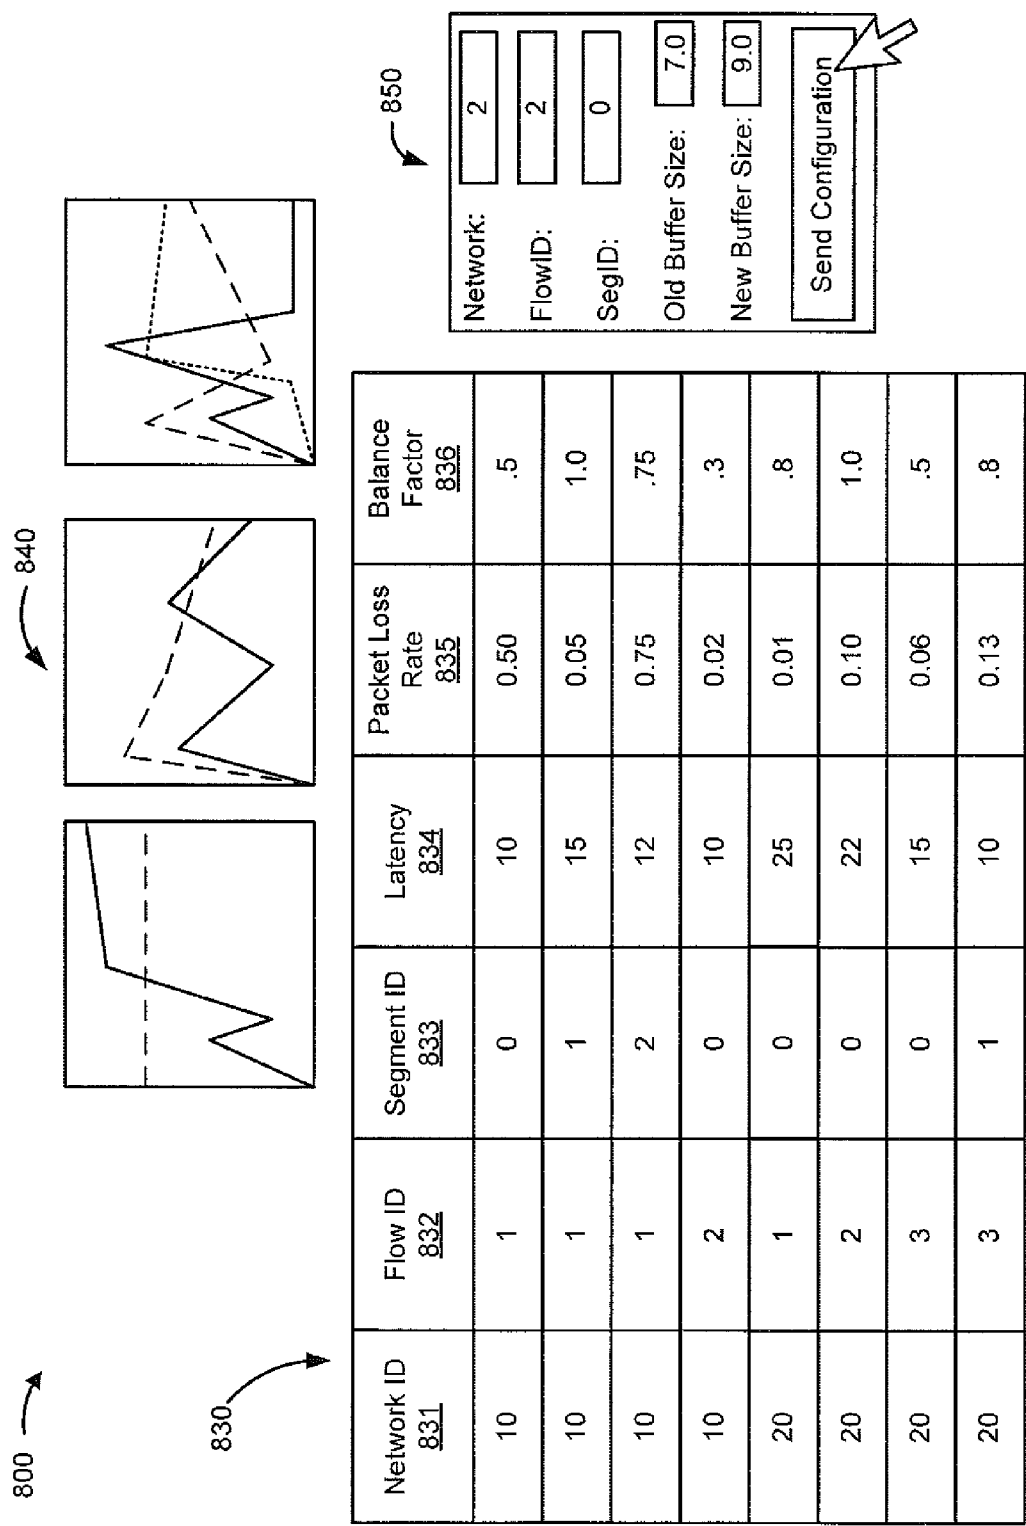 800
840
830
Network ID
831
Flow ID
832
Segment ID
833
Latency
834
Packet Loss
Rate
835
Balance
Factor
836
10 1 0 10 0.50 .5
10 1 1 15 0.05 1.0
10 1 2 12 0.75 .75
10 2 0 10 0.02 .3
20 1 0 25 0.01 .8
20 2 0 22 0.10 1.0
20 3 0 15 0.06 .5
20 3 1 10 0.13 .8
850
Network: 2
FlowID: 2
SegID: 0
Old Buffer Size: 7.0
New Buffer Size: 9.0
Send Configuration